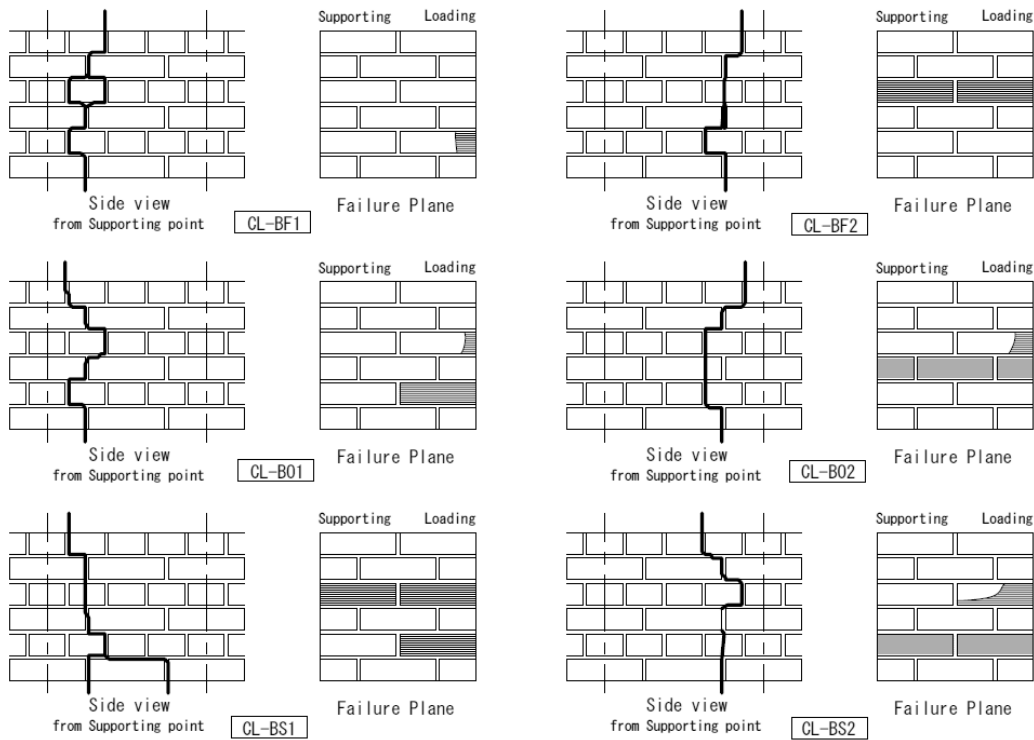 Supporting Loading
Side view
from Supporting point
CL-BF1
Failure Plane
Supporting Loading
Side view
from Supporting point
CL-BF2
Failure Plane
Supporting Loading
Side view
from Supporting point
CL-BO1
Failure Plane
Supporting Loading
Side view
from Supporting point
CL-BO2
Failure Plane
Supporting Loading
Side view
from Supporting point
CL-BS1
Failure Plane
Supporting Loading
Side view
from Supporting point
CL-BS2
Failure Plane